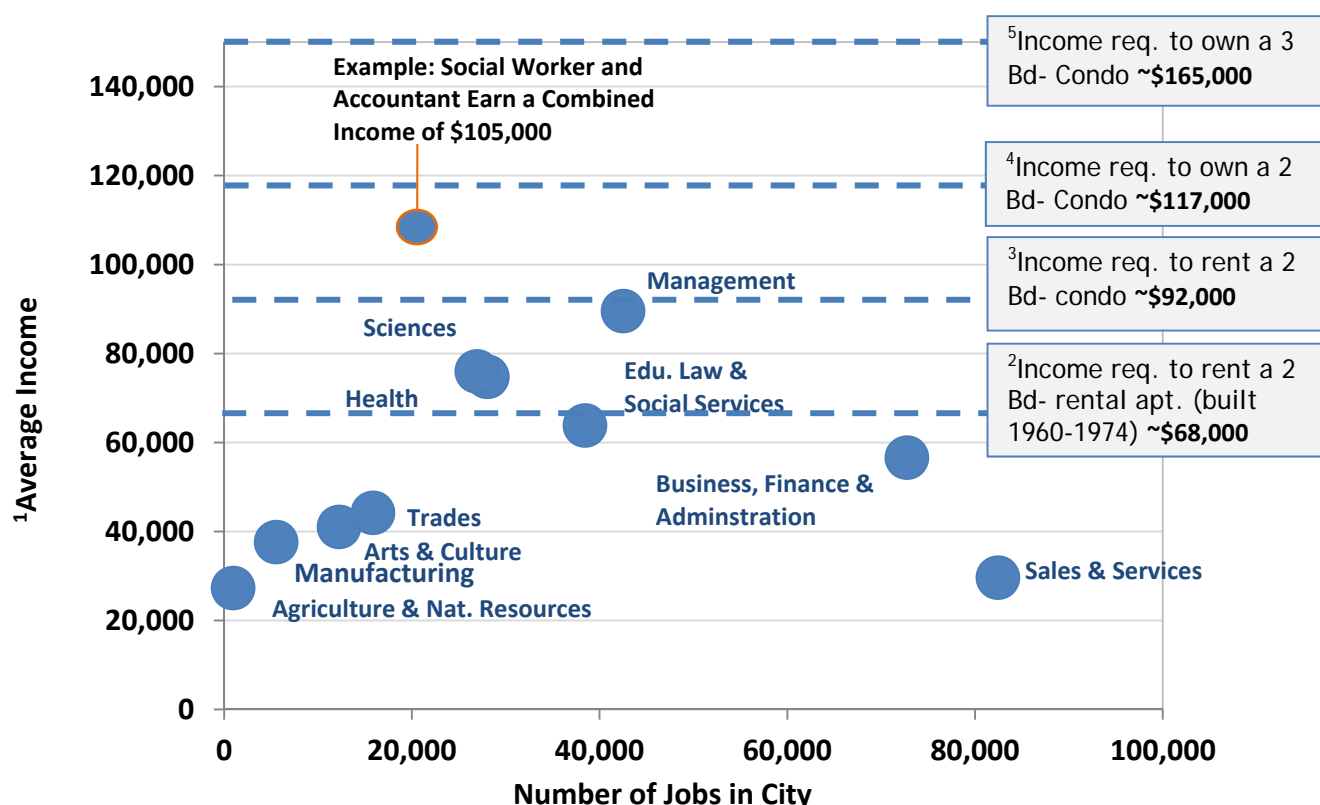 Example: Social Worker and
Accountant Earn a Combined
Income of $105,000
⁵Income req. to own a 3
Bd- Condo ~$165,000
⁴Income req. to own a 2
Bd- Condo ~$117,000
³Income req. to rent a 2
Bd- condo ~$92,000
²Income req. to rent a 2
Bd- rental apt. (built
1960-1974) ~$68,000
¹Average Income
140,000
120,000
100,000
80,000
60,000
40,000
20,000
0
Management
Sciences
Health
Edu. Law &
Social Services
Business, Finance &
Adminstration
Trades
Arts & Culture
Manufacturing
Agriculture & Nat. Resources
Sales & Services
0
20,000
40,000
60,000
80,000
100,000
Number of Jobs in City